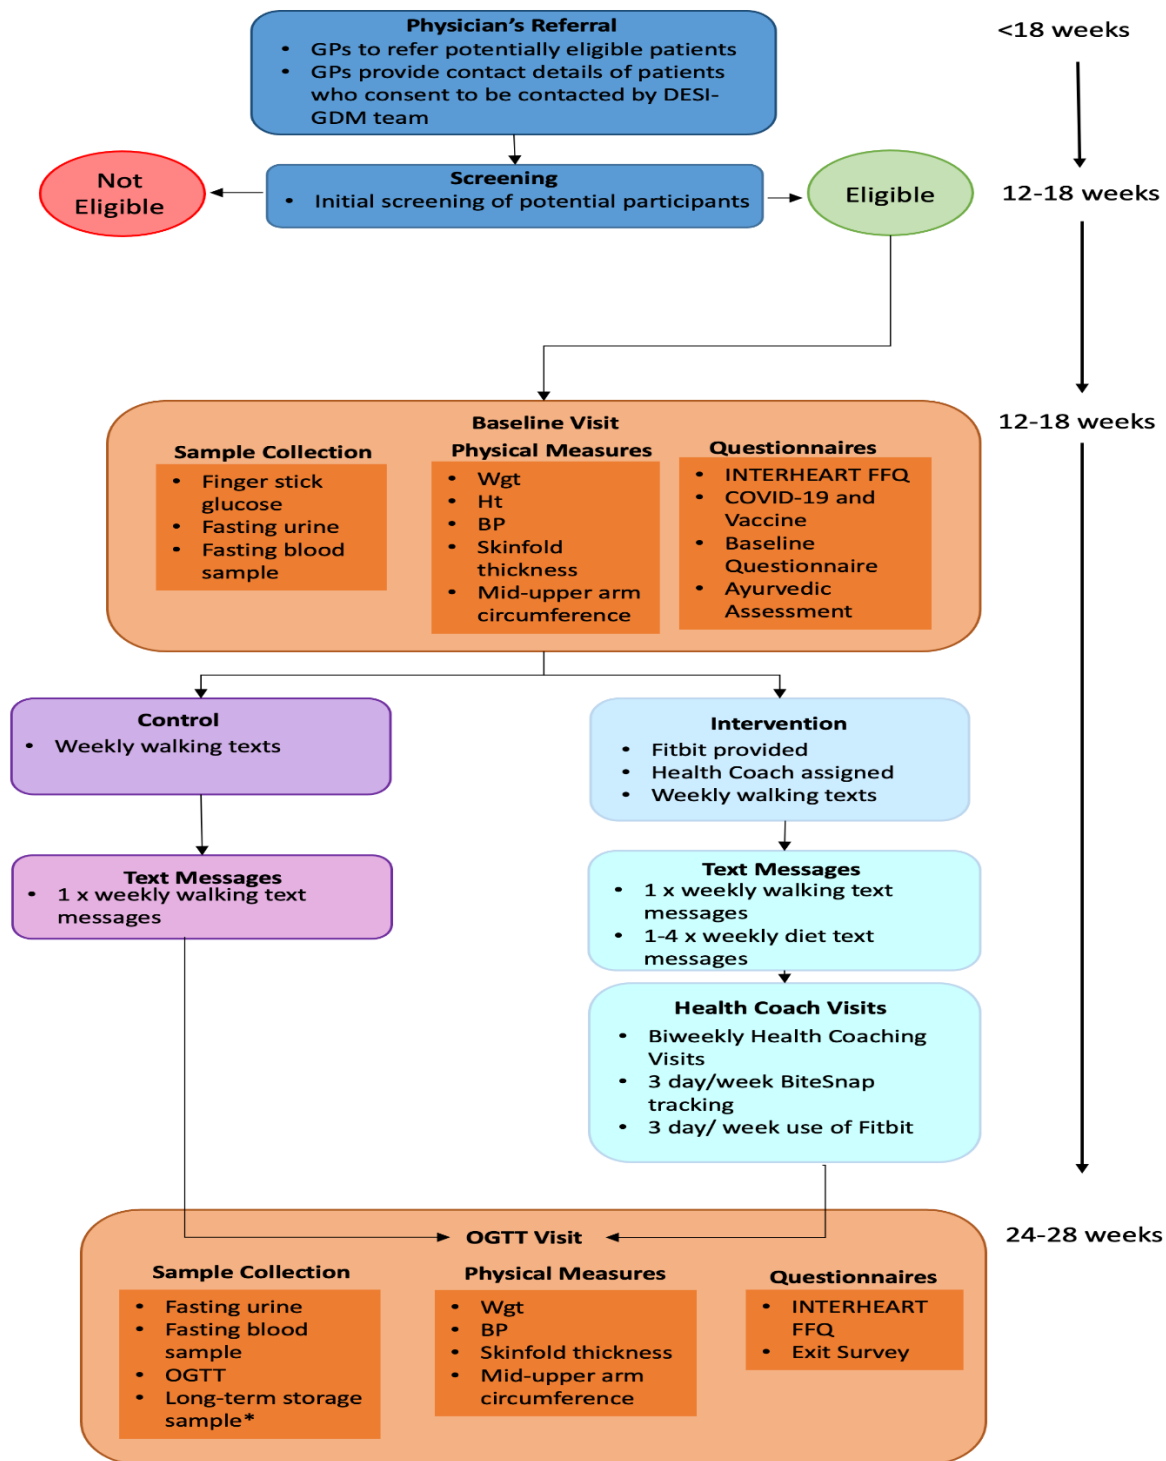 Physician's Referral
• GPs to refer potentially eligible patients
• GPs provide contact details of patients
who consent to be contacted by DESI-
GDM team
<18 weeks
Not
Eligible
Screening
• Initial screening of potential participants
Eligible
12-18 weeks
Baseline Visit
12-18 weeks
Sample Collection
• Finger stick
glucose
• Fasting urine
• Fasting blood
sample
Physical Measures
• Wgt
• Ht
• BP
• Skinfold
thickness
• Mid-upper arm
circumference
Questionnaires
• INTERHEART FFQ
• COVID-19 and
Vaccine
• Baseline
Questionnaire
• Ayurvedic
Assessment
Control
• Weekly walking texts
Intervention
• Fitbit provided
• Health Coach assigned
• Weekly walking texts
Text Messages
• 1 x weekly walking text
messages
Text Messages
• 1 x weekly walking text
messages
• 1-4 x weekly diet text
messages
Health Coach Visits
• Biweekly Health Coaching
Visits
• 3 day/week BiteSnap
tracking
• 3 day/ week use of Fitbit
OGTT Visit
24-28 weeks
Sample Collection
• Fasting urine
• Fasting blood
sample
• OGTT
• Long-term storage
sample*
Physical Measures
• Wgt
• BP
• Skinfold thickness
• Mid-upper arm
circumference
Questionnaires
• INTERHEART
FFQ
• Exit Survey